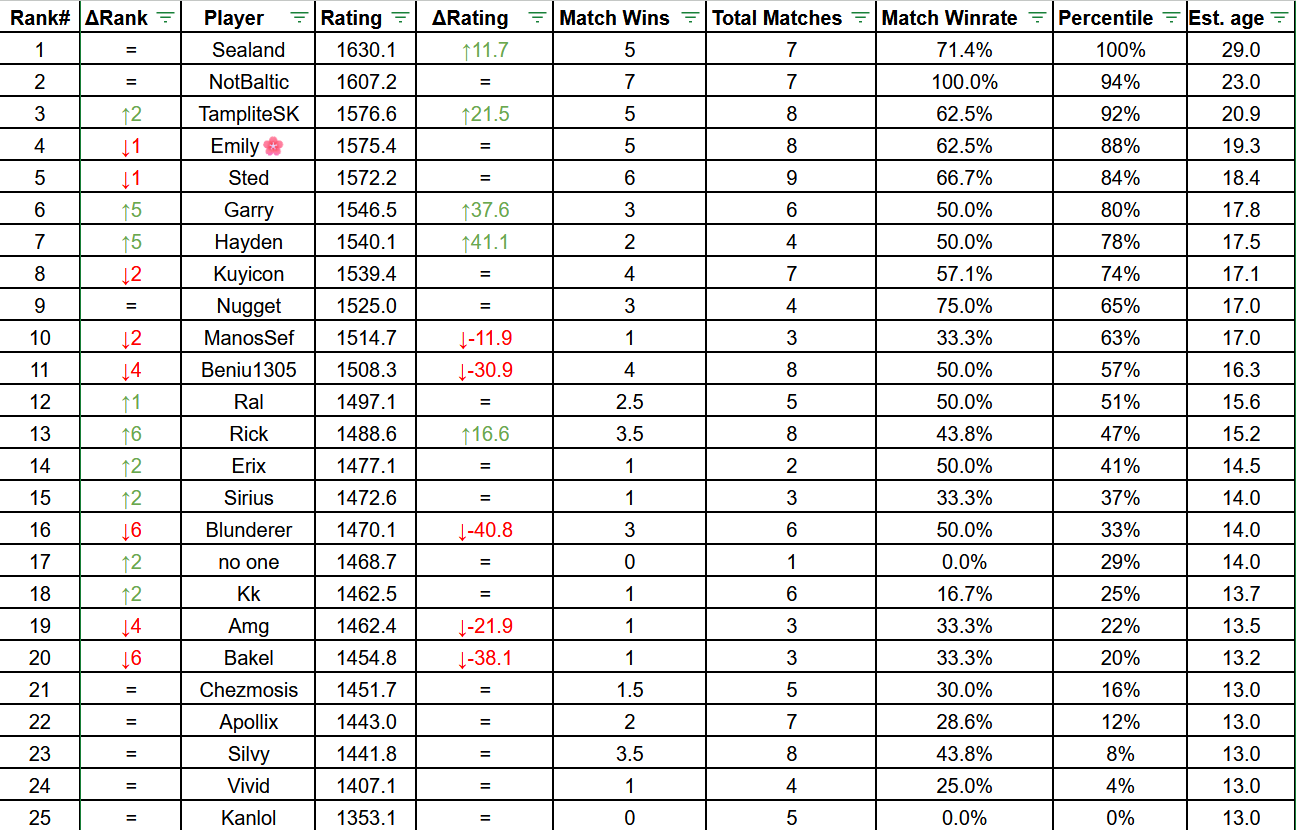 Rank# ΔRank Player Rating ΔRating Match Wins Total Matches Match Winrate Percentile Est. age
1 = Sealand 1630.1 ↑11.7 5 7 71.4% 100% 29.0
2 = NotBaltic 1607.2 = 7 7 100.0% 94% 23.0
3 ↑2 TampliteSK 1576.6 ↑21.5 5 8 62.5% 92% 20.9
4 ↓1 Emily🌸 1575.4 = 5 8 62.5% 88% 19.3
5 ↓1 Sted 1572.2 = 6 9 66.7% 84% 18.4
6 ↑5 Garry 1546.5 ↑37.6 3 6 50.0% 80% 17.8
7 ↑5 Hayden 1540.1 ↑41.1 2 4 50.0% 78% 17.5
8 ↓2 Kuyicon 1539.4 = 4 7 57.1% 74% 17.1
9 = Nugget 1525.0 = 3 4 75.0% 65% 17.0
10 ↓2 ManosSef 1514.7 ↓-11.9 1 3 33.3% 63% 17.0
11 ↓4 Beniu1305 1508.3 ↓-30.9 4 8 50.0% 57% 16.3
12 ↑1 Ral 1497.1 = 2.5 5 50.0% 51% 15.6
13 ↑6 Rick 1488.6 ↑16.6 3.5 8 43.8% 47% 15.2
14 ↑2 Erix 1477.1 = 1 2 50.0% 41% 14.5
15 ↑2 Sirius 1472.6 = 1 3 33.3% 37% 14.0
16 ↓6 Blunderer 1470.1 ↓-40.8 3 6 50.0% 33% 14.0
17 ↑2 no one 1468.7 = 0 1 0.0% 29% 14.0
18 ↑2 Kk 1462.5 = 1 6 16.7% 25% 13.7
19 ↓4 Amg 1462.4 ↓-21.9 1 3 33.3% 22% 13.5
20 ↓6 Bakel 1454.8 ↓-38.1 1 3 33.3% 20% 13.2
21 = Chezmosis 1451.7 = 1.5 5 30.0% 16% 13.0
22 = Apollix 1443.0 = 2 7 28.6% 12% 13.0
23 = Silvy 1441.8 = 3.5 8 43.8% 8% 13.0
24 = Vivid 1407.1 = 1 4 25.0% 4% 13.0
25 = Kanlol 1353.1 = 0 5 0.0% 0% 13.0